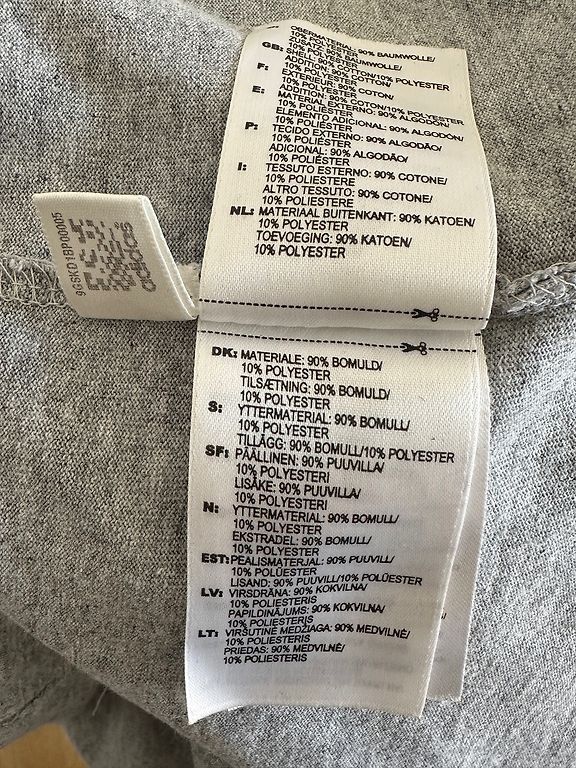 OBERMATERIAL: 90% BAUMWOLLE/
10% POLYESTER
ZUSATZ: 90% BAUMWOLLE/
10% POLYESTER
GB: SHELL: 90% COTTON/10% POLYESTER
ADDITION: 90% COTTON/
10% POLYESTER
F: EXTERIEUR: 90% COTON/
10% POLYESTER
ADDITION: 90% COTON/10% POLYESTER
E: MATERIAL EXTERNO: 90% ALGODÓN/
10% POLIÉSTER
ELEMENTO ADICIONAL: 90% ALGODÓN/
10% POLIÉSTER
P: TECIDO EXTERNO: 90% ALGODÃO/
10% POLIÉSTER
ADICIONAL: 90% ALGODÃO/
10% POLIÉSTER
I: TESSUTO ESTERNO: 90% COTONE/
10% POLIESTERE
ALTRO TESSUTO: 90% COTONE/
10% POLIESTERE
NL: MATERIAAL BUITENKANT: 90% KATOEN/
10% POLYESTER
TOEVOEGING: 90% KATOEN/
10% POLYESTER
9GSKD1BP00005
adidas
DK: MATERIALE: 90% BOMULD/
10% POLYESTER
TILSÆTNING: 90% BOMULD/
10% POLYESTER
S: YTTERMATERIAL: 90% BOMULL/
10% POLYESTER
TILLÄGG: 90% BOMULL/10% POLYESTER
SF: PÄÄLLINEN: 90% PUUVILLA/
10% POLYESTERI
LISÄKE: 90% PUUVILLA/
10% POLYESTERI
N: YTTERMATERIAL: 90% BOMULL/
10% POLYESTER
EKSTRADEL: 90% BOMULL/
10% POLYESTER
EST: PEALISMATERJAL: 90% PUUVILL/
10% POLÜESTER
LISAND: 90% PUUVILL/10% POLÜESTER
LV: VIRSDRĀNA: 90% KOKVILNA/
10% POLIESTERIS
PAPILDINĀJUMS: 90% KOKVILNA/
10% POLIESTERIS
LT: VIRŠUTINĖ MEDŽIAGA: 90% MEDVILNĖ/
10% POLIESTERIS
PRIEDAS: 90% MEDVILNĖ/
10% POLIESTERIS